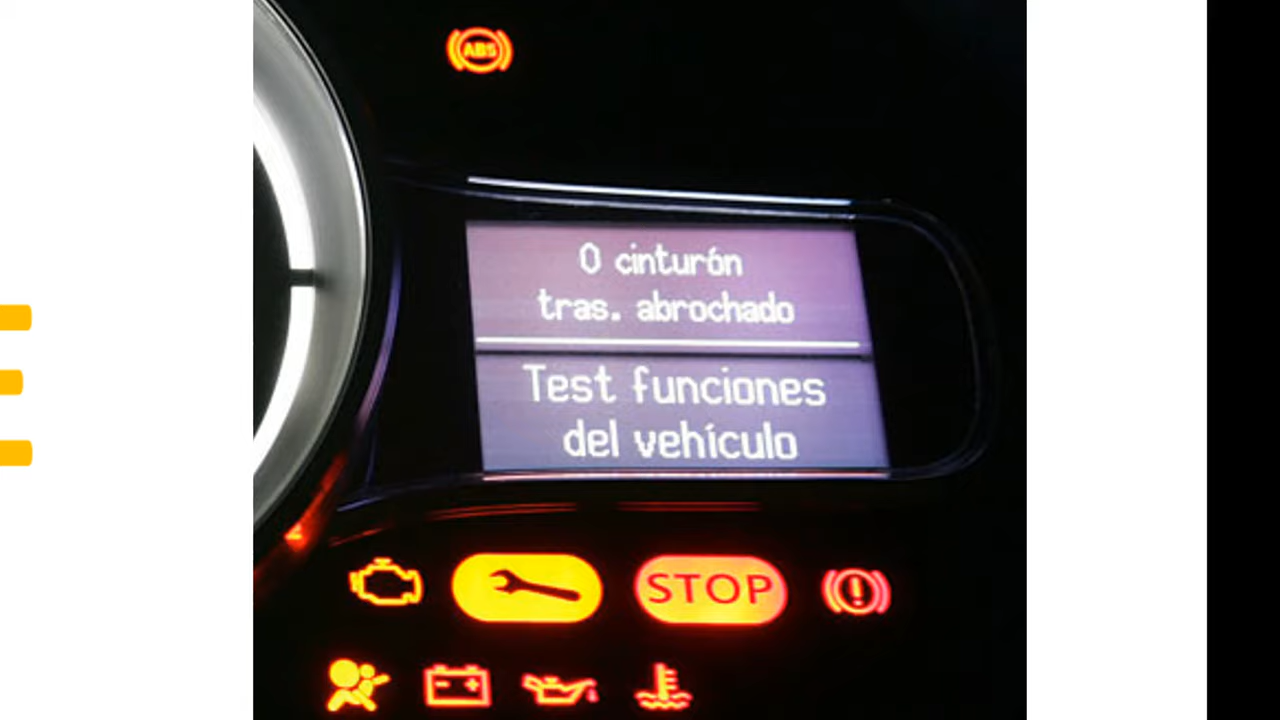 ABS
0 cinturón
tras. abrochado
Test funciones
del vehículo
STOP